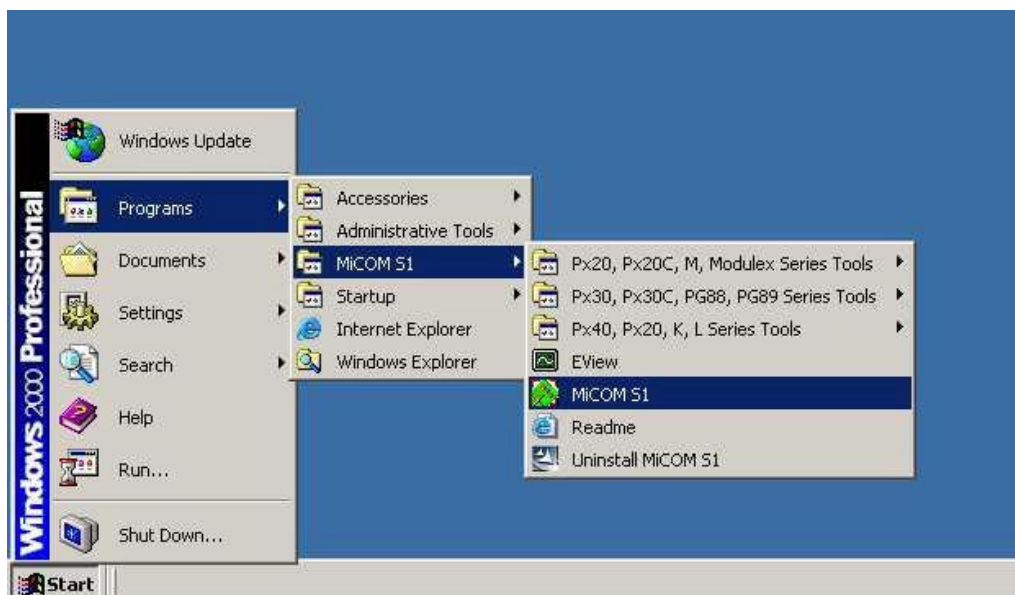 Windows 2000 Professional
Windows Update
Programs
Documents
Settings
Search
Help
Run...
Shut Down...
Accessories
Administrative Tools
MiCOM S1
Startup
Internet Explorer
Windows Explorer
Px20, Px20C, M, Modulex Series Tools
Px30, Px30C, PG88, PG89 Series Tools
Px40, Px20, K, L Series Tools
EView
MiCOM S1
Readme
Uninstall MiCOM S1
Start